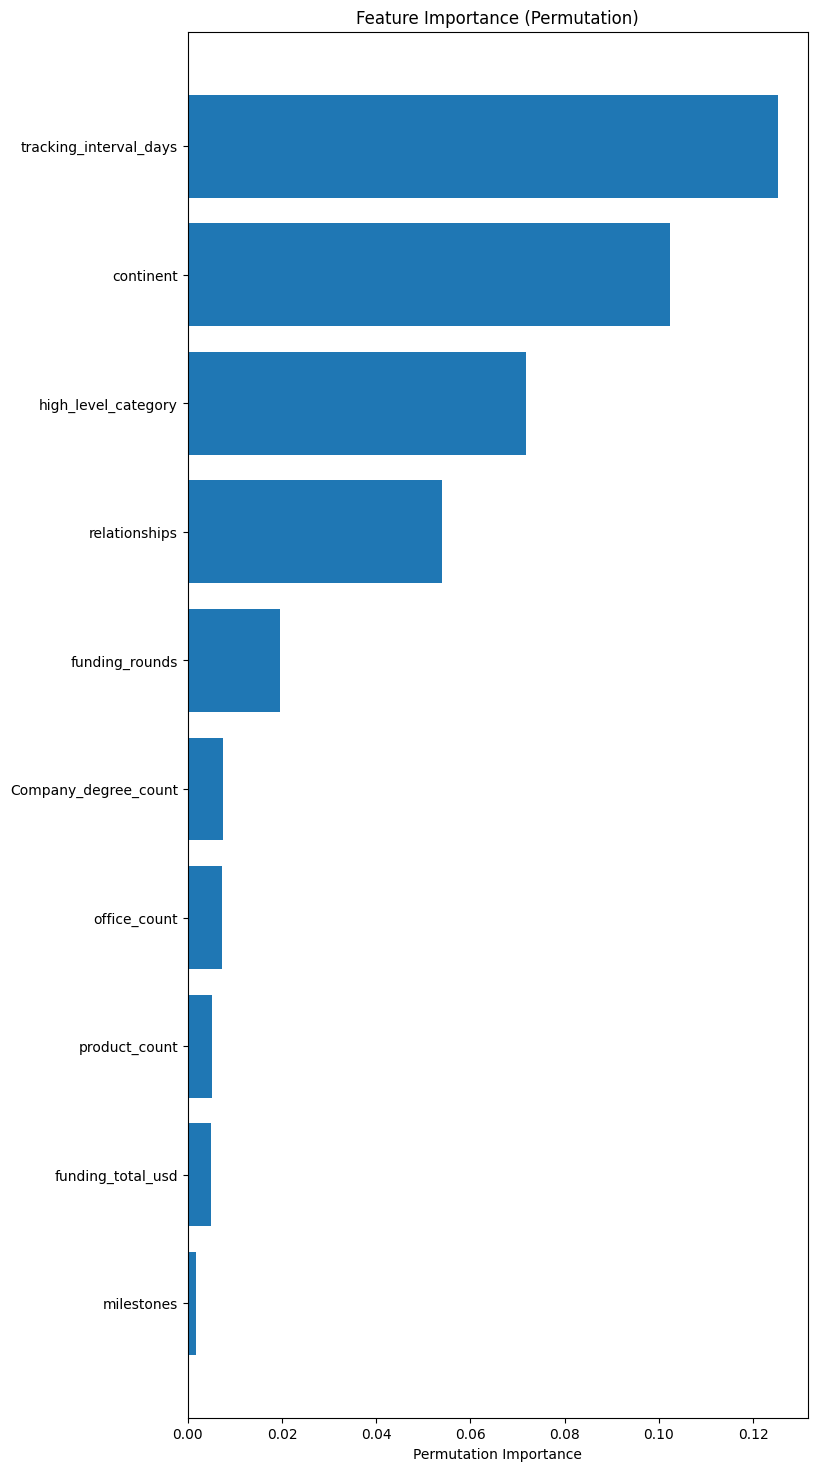 Feature Importance (Permutation)
tracking_interval_days
continent
high_level_category
relationships
funding_rounds
Company_degree_count
office_count
product_count
funding_total_usd
milestones
0.00 0.02 0.04 0.06 0.08 0.10 0.12
Permutation Importance